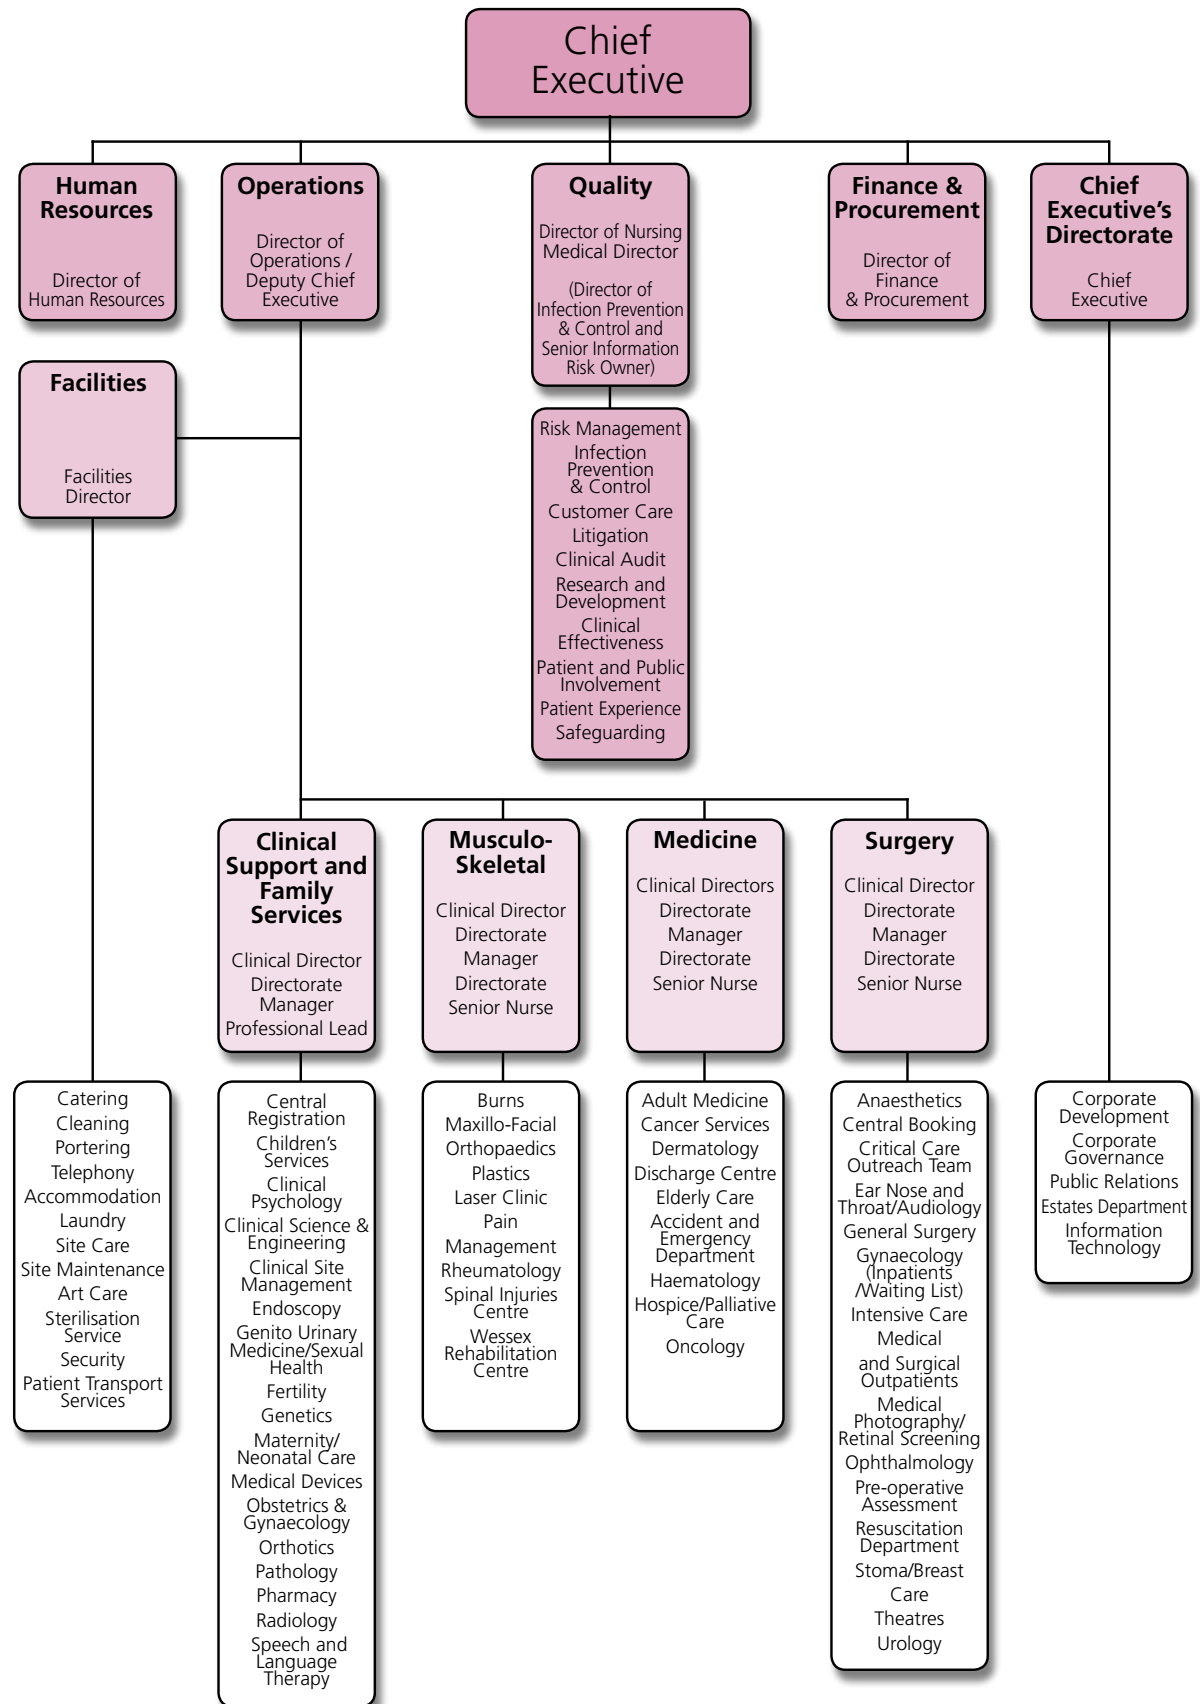 Chief
Executive
Human
Resources
Director of
Human Resources
Operations
Director of
Operations /
Deputy Chief
Executive
Quality
Director of Nursing
Medical Director
(Director of
Infection Prevention
& Control and
Senior Information
Risk Owner)
Finance &
Procurement
Director of
Finance
& Procurement
Chief
Executive's
Directorate
Chief
Executive
Facilities
Facilities
Director
Risk Management
Infection
Prevention
& Control
Customer Care
Litigation
Clinical Audit
Research and
Development
Clinical
Effectiveness
Patient and Public
Involvement
Patient Experience
Safeguarding
Clinical
Support and
Family
Services
Clinical Director
Directorate
Manager
Professional Lead
Musculo-
Skeletal
Clinical Director
Directorate
Manager
Directorate
Senior Nurse
Medicine
Clinical Directors
Directorate
Manager
Directorate
Senior Nurse
Surgery
Clinical Director
Directorate
Manager
Directorate
Senior Nurse
Catering
Cleaning
Portering
Telephony
Accommodation
Laundry
Site Care
Site Maintenance
Art Care
Sterilisation
Service
Security
Patient Transport
Services
Central
Registration
Children's
Services
Clinical
Psychology
Clinical Science &
Engineering
Clinical Site
Management
Endoscopy
Genito Urinary
Medicine/Sexual
Health
Fertility
Genetics
Maternity/
Neonatal Care
Medical Devices
Obstetrics &
Gynaecology
Orthotics
Pathology
Pharmacy
Radiology
Speech and
Language
Therapy
Burns
Maxillo-Facial
Orthopaedics
Plastics
Laser Clinic
Pain
Management
Rheumatology
Spinal Injuries
Centre
Wessex
Rehabilitation
Centre
Adult Medicine
Cancer Services
Dermatology
Discharge Centre
Elderly Care
Accident and
Emergency
Department
Haematology
Hospice/Palliative
Care
Oncology
Anaesthetics
Central Booking
Critical Care
Outreach Team
Ear Nose and
Throat/Audiology
General Surgery
Gynaecology
(Inpatients
/Waiting List)
Intensive Care
Medical
and Surgical
Outpatients
Medical
Photography/
Retinal Screening
Ophthalmology
Pre-operative
Assessment
Resuscitation
Department
Stoma/Breast
Care
Theatres
Urology
Corporate
Development
Corporate
Governance
Public Relations
Estates Department
Information
Technology